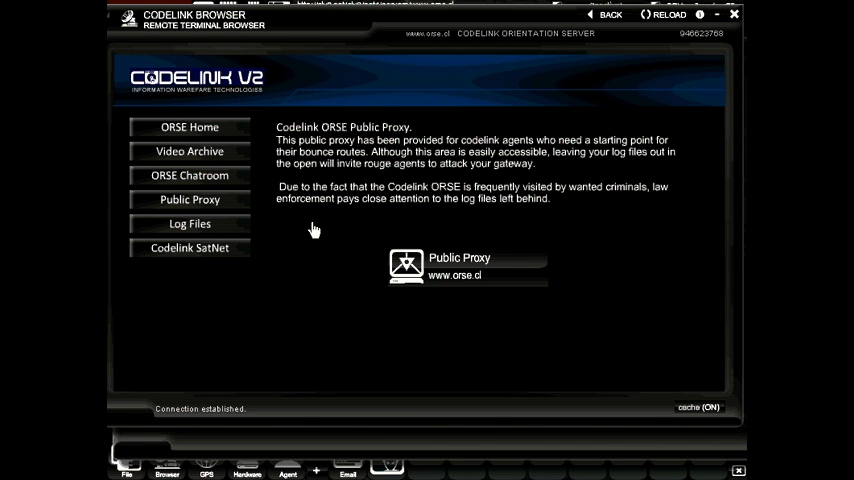 CODELINK BROWSER
REMOTE TERMINAL BROWSER
BACK
RELOAD
www.orse.cl CODELINK ORIENTATION SERVER
946623768
CODELINK V2
INFORMATION WAREFARE TECHNOLOGIES
ORSE Home
Video Archive
ORSE Chatroom
Public Proxy
Log Files
Codelink SatNet
Codelink ORSE Public Proxy.
This public proxy has been provided for codelink agents who need a starting point for
their bounce routes. Although this area is easily accessible, leaving your log files out in
the open will invite rouge agents to attack your gateway.
Due to the fact that the Codelink ORSE is frequently visited by wanted criminals, law
enforcement pays close attention to the log files left behind.
Public Proxy
www.orse.cl
Connection established.
cache (ON)
File
Browser
GPS
Hardware
Agent
Email